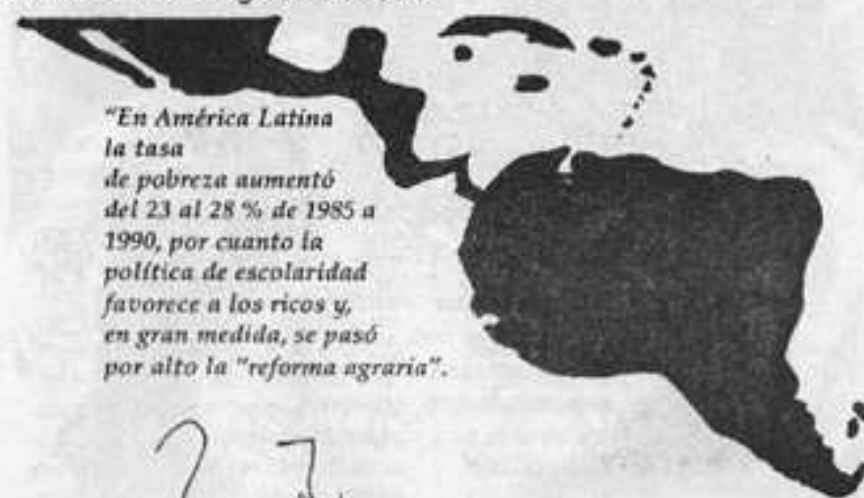 "En América Latina
la tasa
de pobreza aumentó
del 23 al 28 % de 1985 a
1990, por cuanto la
política de escolaridad
favorece a los ricos y,
en gran medida, se pasó
por alto la "reforma agraria".